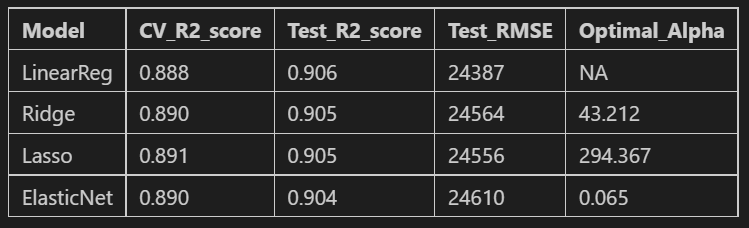 Model CV_R2_score Test_R2_score Test_RMSE Optimal_Alpha
LinearReg 0.888 0.906 24387 NA
Ridge 0.890 0.905 24564 43.212
Lasso 0.891 0.905 24556 294.367
ElasticNet 0.890 0.904 24610 0.065